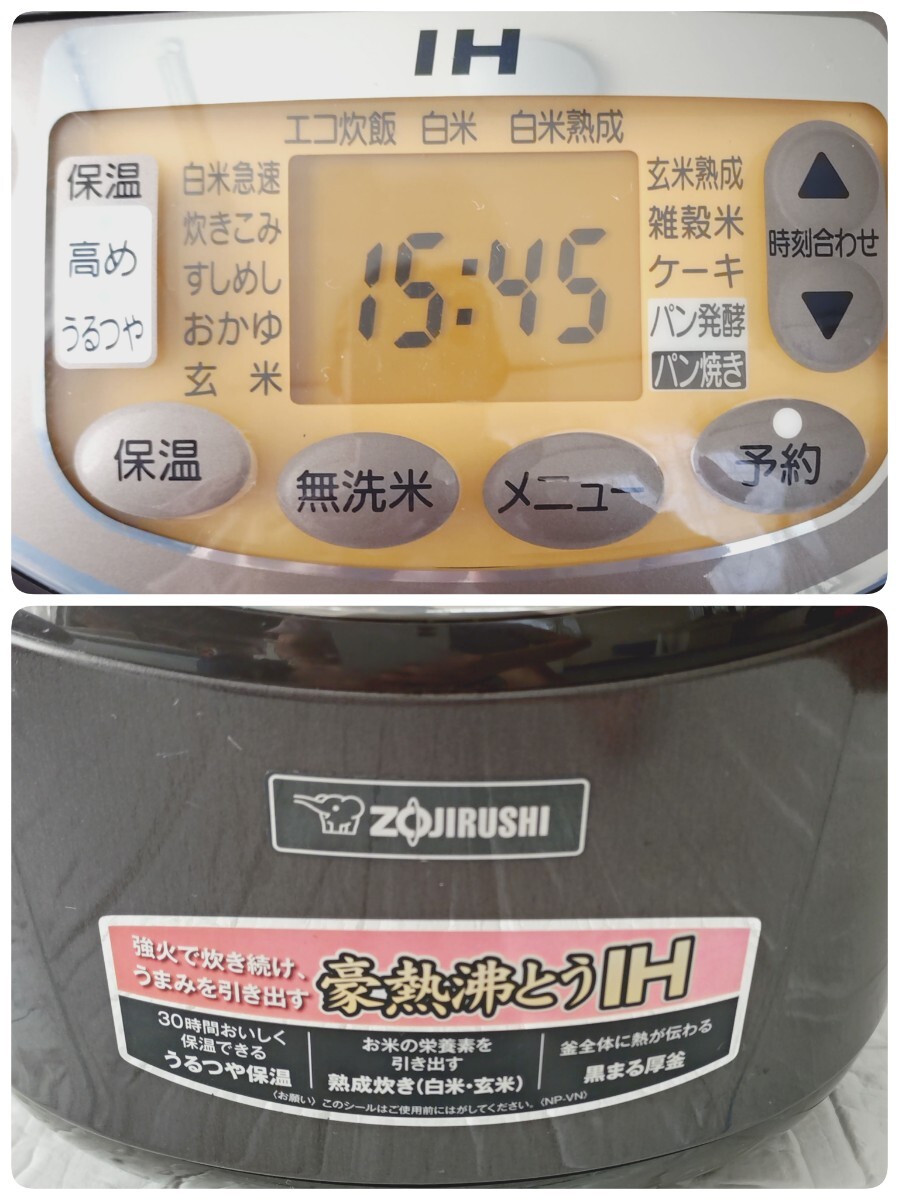 IH
エコ炊飯 白米 白米熟成
保温
高め
うるつや
白米急速
炊きこみ
すしめし
おかゆ
玄米
15:45
玄米熟成
雑穀米
ケーキ
パン発酵
パン焼き
時刻合わせ
保温
無洗米
メニュー
予約
ZOJIRUSHI
強火で炊き続け、
うまみを引き出す
豪熱沸とうIH
30時間おいしく
保温できる
うるつや保温
お米の栄養素を
引き出す
熟成炊き(白米・玄米)
釜全体に熱が伝わる
黒まる厚釜
〈お願い〉このシールはご使用前にはがしてください。〈NP-VN〉